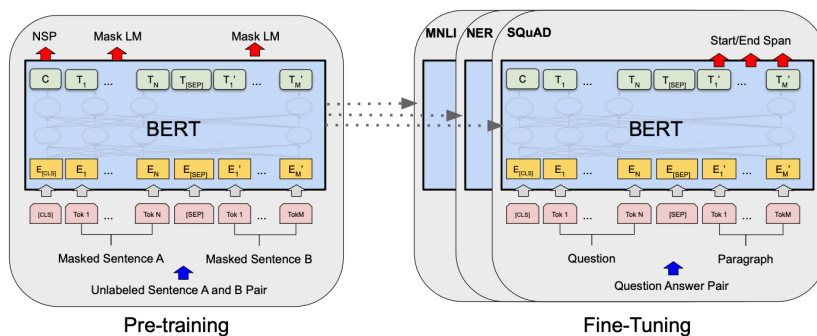 NSP Mask LM Mask LM
C T1 ... TN T[SEP] T1' ... TM'
BERT
E[CLS] E1 ... EN E[SEP] E1' ... EM'
[CLS] Tok 1 ... Tok N [SEP] Tok 1 ... TokM
Masked Sentence A Masked Sentence B
Unlabeled Sentence A and B Pair
Pre-training
MNLI NER SQuAD
Start/End Span
C T1 ... TN T[SEP] T1' ... TM'
BERT
E[CLS] E1 ... EN E[SEP] E1' ... EM'
[CLS] Tok 1 ... Tok N [SEP] Tok 1 ... TokM
Question Paragraph
Question Answer Pair
Fine-Tuning